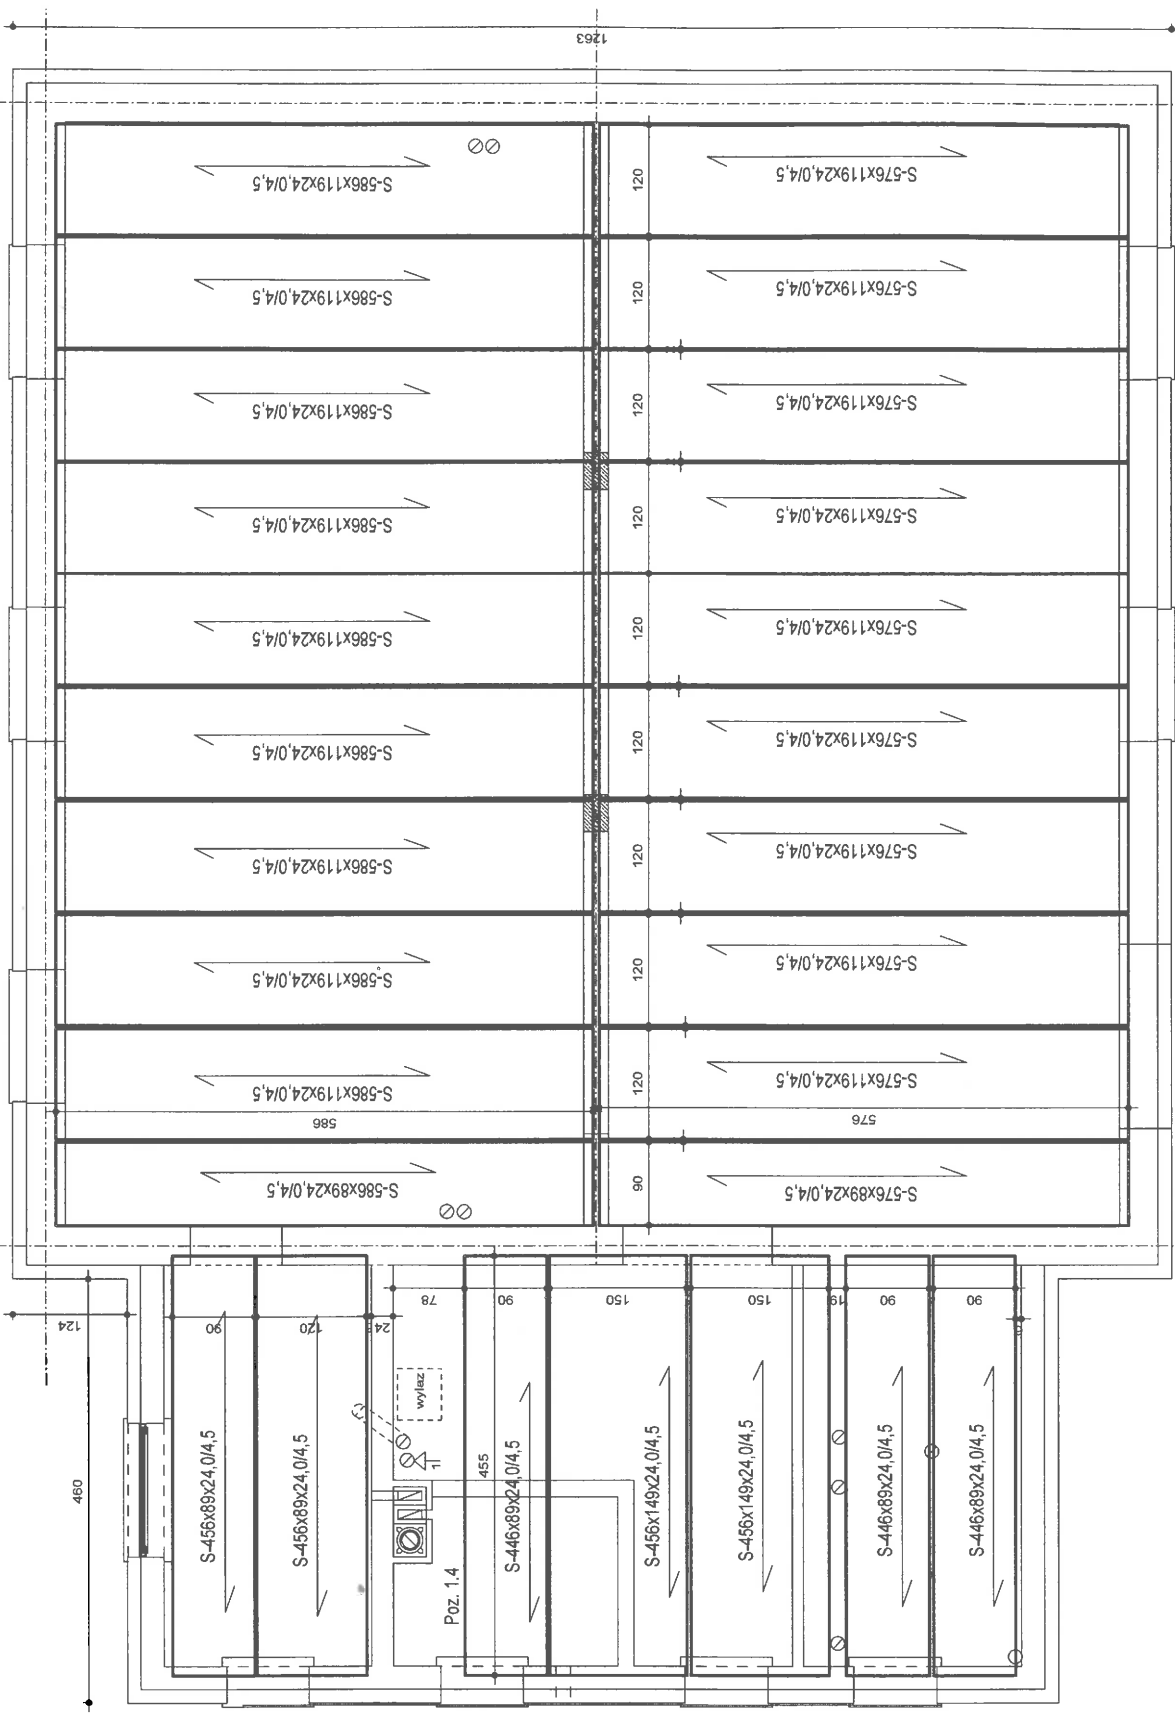 1263
S-586x119x24,0/4,5
S-576x119x24,0/4,5
120
S-586x119x24,0/4,5
S-576x119x24,0/4,5
120
S-586x119x24,0/4,5
S-576x119x24,0/4,5
120
S-586x119x24,0/4,5
S-576x119x24,0/4,5
120
S-586x119x24,0/4,5
S-576x119x24,0/4,5
120
S-586x119x24,0/4,5
S-576x119x24,0/4,5
120
S-586x119x24,0/4,5
S-576x119x24,0/4,5
120
S-586x119x24,0/4,5
S-576x119x24,0/4,5
120
S-586x119x24,0/4,5
S-576x119x24,0/4,5
120
586
576
S-586x89x24,0/4,5
S-576x89x24,0/4,5
90
124
90
120
24
78
90
150
150
19
90
90
460
S-456x89x24,0/4,5
S-456x89x24,0/4,5
wyłaz
1
455
S-446x89x24,0/4,5
S-456x149x24,0/4,5
S-456x149x24,0/4,5
S-446x89x24,0/4,5
S-446x89x24,0/4,5
Poz. 1.4